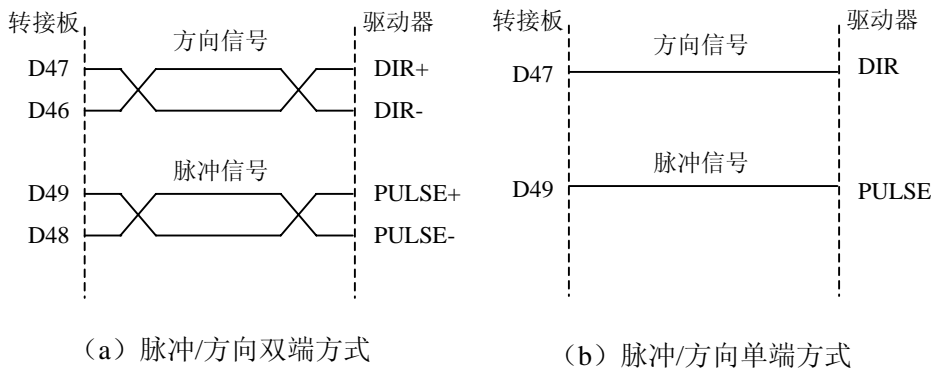 转接板
驱动器
方向信号
D47
DIR+
D46
DIR-
脉冲信号
D49
PULSE+
D48
PULSE-
（a）脉冲/方向双端方式
转接板
驱动器
方向信号
D47
DIR
脉冲信号
D49
PULSE
（b）脉冲/方向单端方式